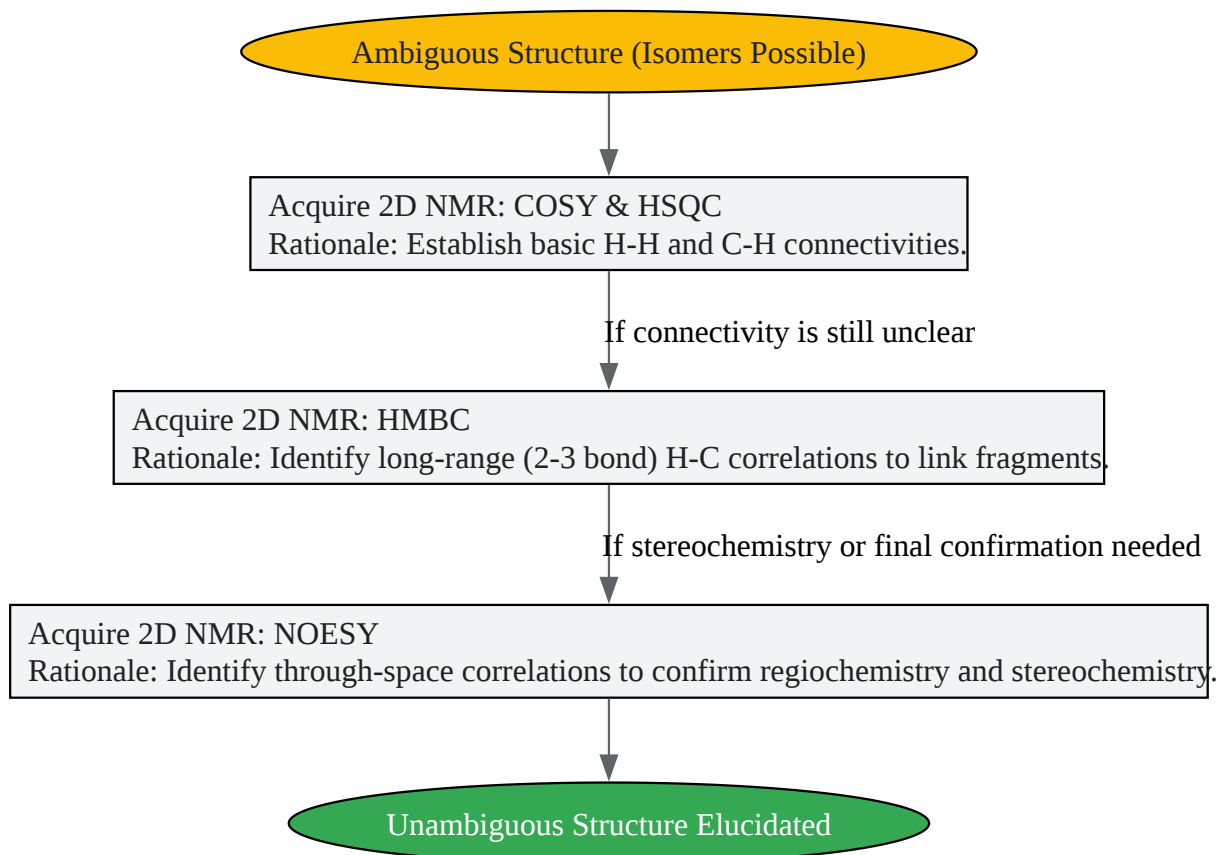 Ambiguous Structure (Isomers Possible)
Acquire 2D NMR: COSY & HSQC
Rationale: Establish basic H-H and C-H connectivities.
If connectivity is still unclear
Acquire 2D NMR: HMBC
Rationale: Identify long-range (2-3 bond) H-C correlations to link fragments.
If stereochemistry or final confirmation needed
Acquire 2D NMR: NOESY
Rationale: Identify through-space correlations to confirm regiochemistry and stereochemistry.
Unambiguous Structure Elucidated